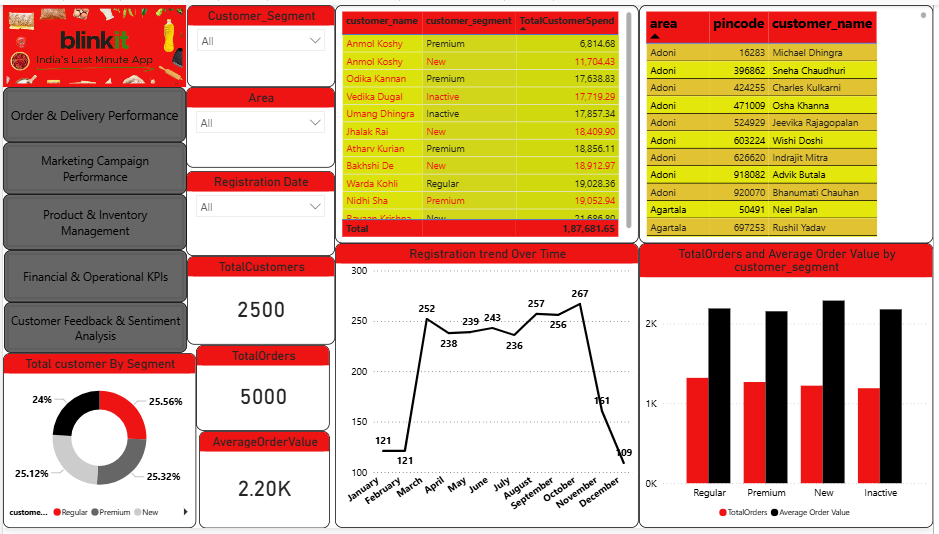 blinkit
India's Last Minute App
Order & Delivery Performance
Marketing Campaign
Performance
Product & Inventory
Management
Financial & Operational KPIs
Customer Feedback & Sentiment
Analysis
Customer_Segment
All
Area
All
Registration Date
All
TotalCustomers
2500
TotalOrders
5000
AverageOrderValue
2.20K
Total customer By Segment
24%
25.56%
25.12%
25.32%
custome... Regular Premium New
customer_name customer_segment TotalCustomerSpend
Anmol Koshy Premium 6,814.68
Anmol Koshy New 11,704.43
Odika Kannan Premium 17,638.83
Vedika Dugal Inactive 17,719.29
Umang Dhingra Inactive 17,857.34
Jhalak Rai New 18,409.90
Atharv Kurian Premium 18,856.11
Bakhshi De New 18,912.97
Warda Kohli Regular 19,028.36
Nidhi Sha Premium 19,052.94
Rayaan Krishna New 21,686.80
Total 1,87,681.65
area pincode customer_name
Adoni 16283 Michael Dhingra
Adoni 396862 Sneha Chaudhuri
Adoni 424255 Charles Kulkarni
Adoni 471009 Osha Khanna
Adoni 524929 Jeevika Rajagopalan
Adoni 603224 Wishi Doshi
Adoni 626620 Indrajit Mitra
Adoni 918082 Advik Butala
Adoni 920070 Bhanumati Chauhan
Agartala 50491 Neel Palan
Agartala 697253 Rushil Yadav
Registration trend Over Time
300
250
200
150
100
121
121
252
238
239
243
236
257
256
267
161
109
January
February
March
April
May
June
July
August
September
October
November
December
TotalOrders and Average Order Value by
customer_segment
2K
1K
0K
Regular Premium New Inactive
TotalOrders Average Order Value